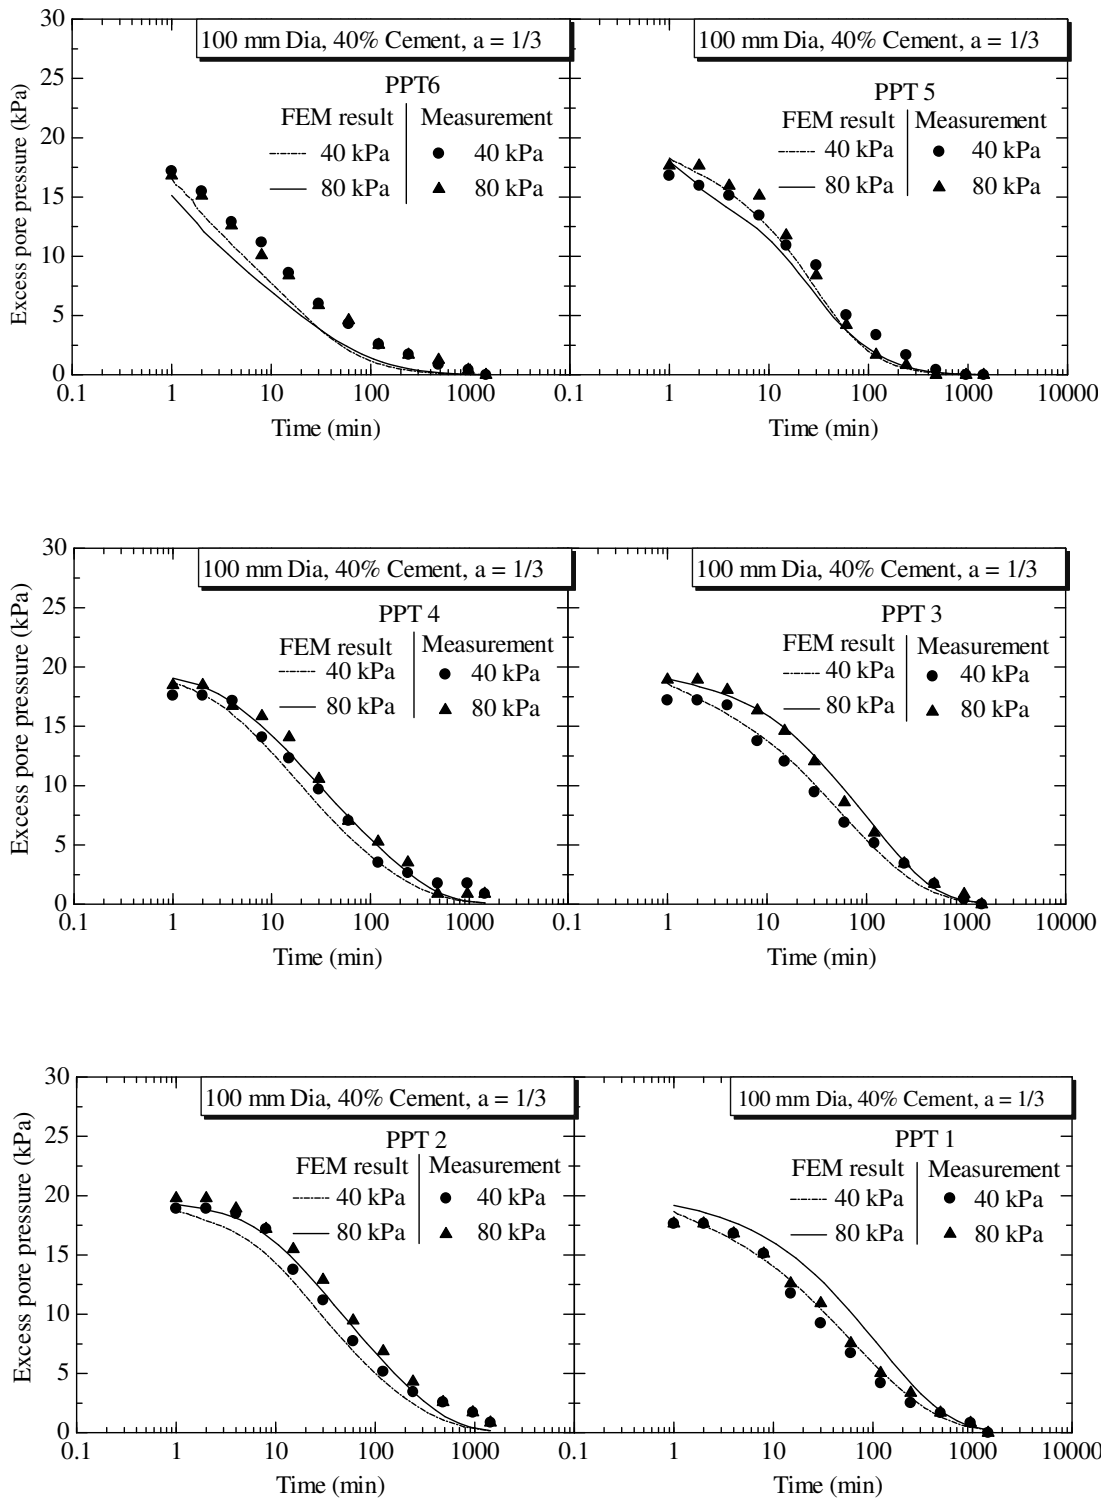 100 mm Dia, 40% Cement, a = 1/3
PPT6
FEM result Measurement
40 kPa 40 kPa
80 kPa 80 kPa
Excess pore pressure (kPa)
30
25
20
15
10
5
0
0.1 1 10 100 1000
Time (min)
100 mm Dia, 40% Cement, a = 1/3
PPT 5
FEM result Measurement
40 kPa 40 kPa
80 kPa 80 kPa
0.1 1 10 100 1000 10000
Time (min)
100 mm Dia, 40% Cement, a = 1/3
PPT 4
FEM result Measurement
40 kPa 40 kPa
80 kPa 80 kPa
Excess pore pressure (kPa)
30
25
20
15
10
5
0
0.1 1 10 100 1000
Time (min)
100 mm Dia, 40% Cement, a = 1/3
PPT 3
FEM result Measurement
40 kPa 40 kPa
80 kPa 80 kPa
0.1 1 10 100 1000 10000
Time (min)
100 mm Dia, 40% Cement, a = 1/3
PPT 2
FEM result Measurement
40 kPa 40 kPa
80 kPa 80 kPa
Excess pore pressure (kPa)
30
25
20
15
10
5
0
0.1 1 10 100 1000
Time (min)
100 mm Dia, 40% Cement, a = 1/3
PPT 1
FEM result Measurement
40 kPa 40 kPa
80 kPa 80 kPa
0.1 1 10 100 1000 10000
Time (min)